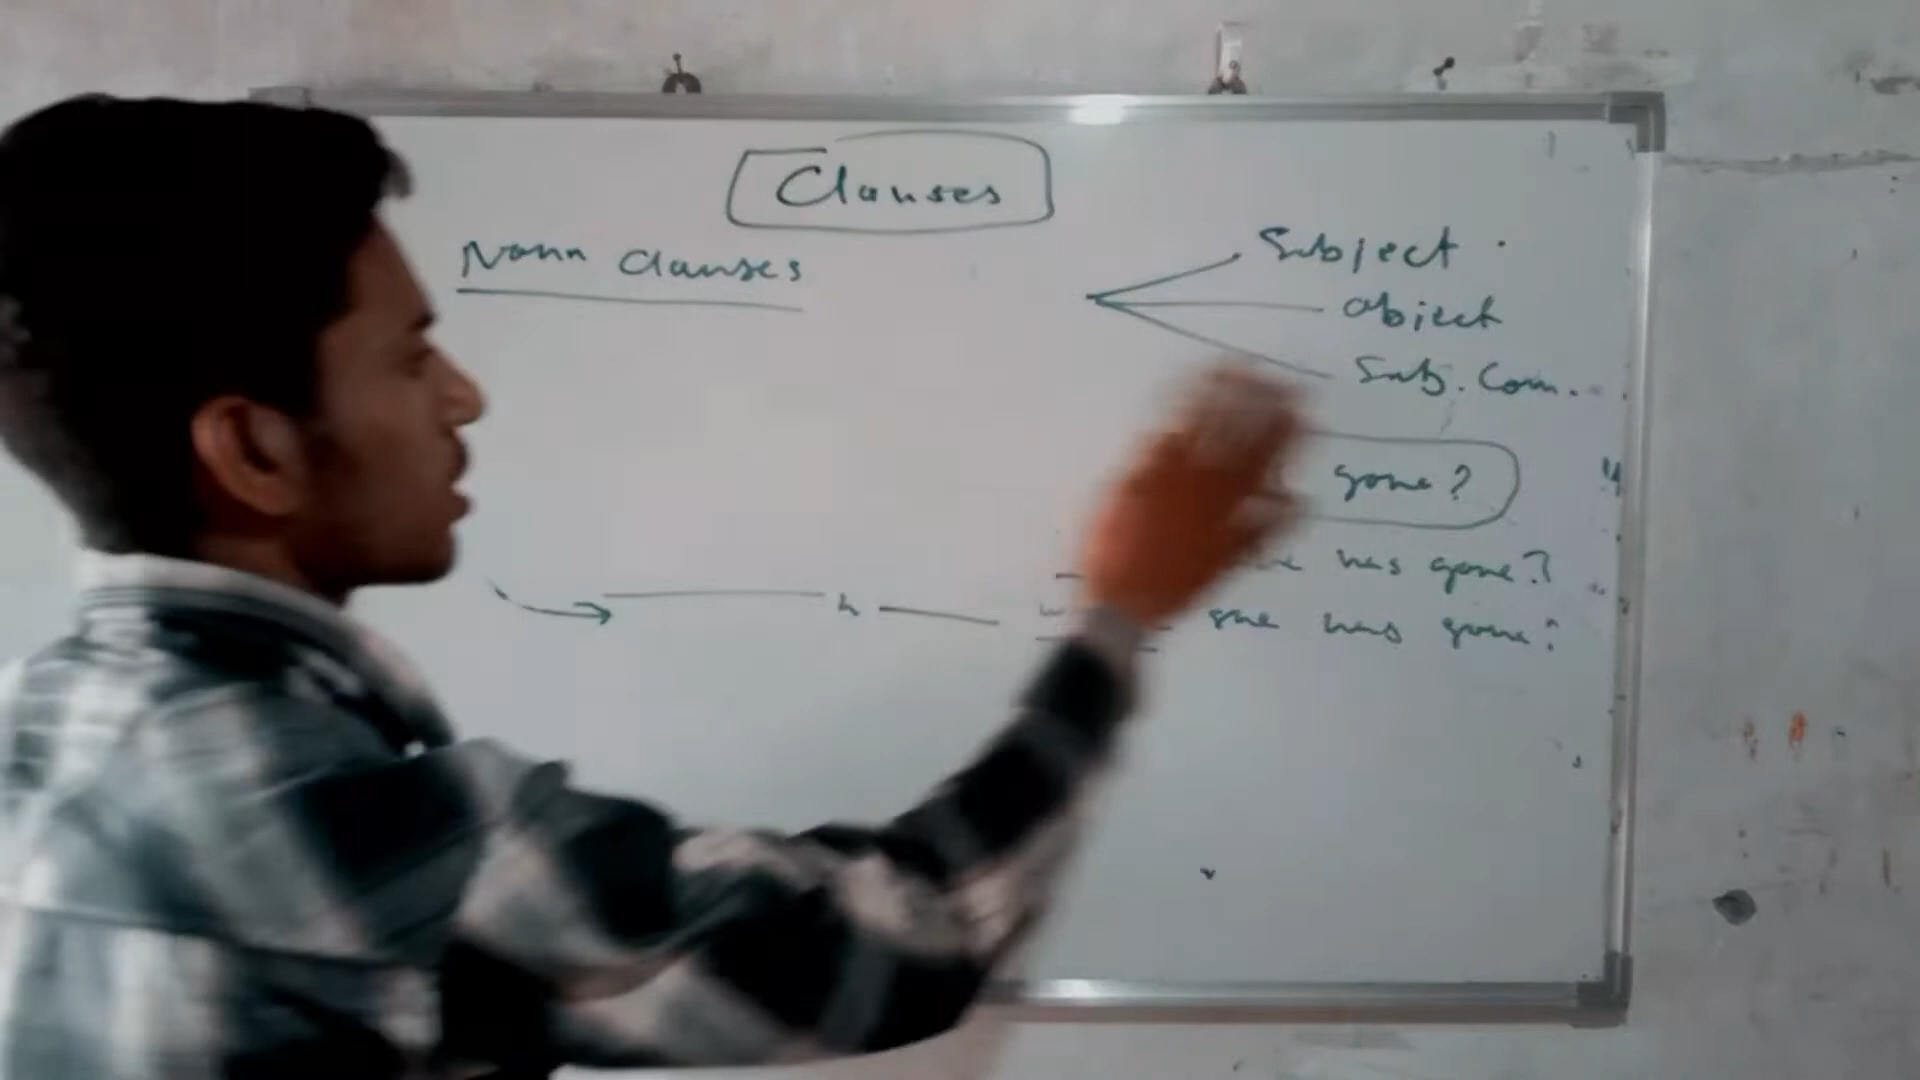 Clauses
Noun clauses
Subject
object
Sub. Com.
gone?
has gone?
she has gone?